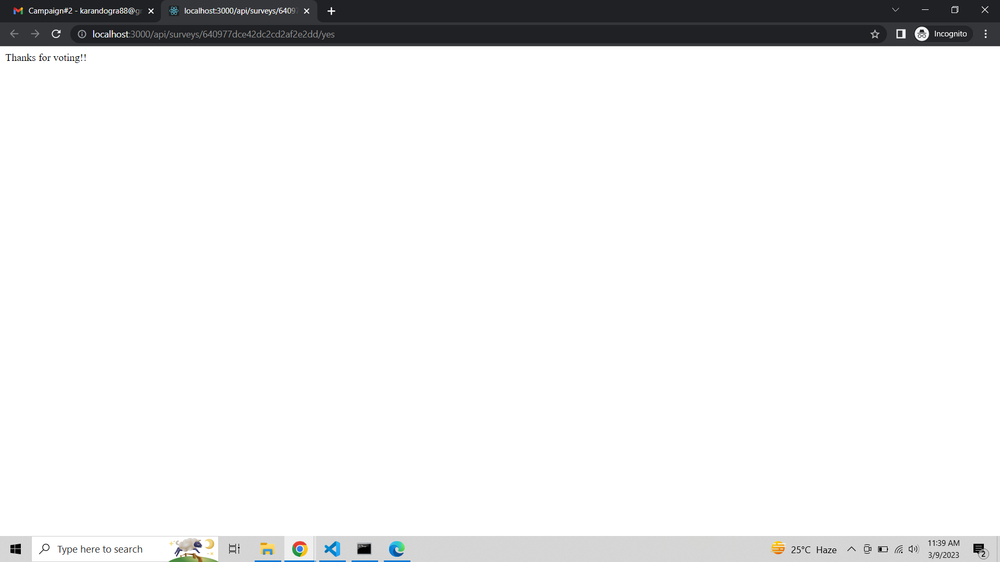 Campaign#2 - karandogra88@gr
localhost:3000/api/surveys/64097
localhost:3000/api/surveys/640977dce42dc2cd2af2e2dd/yes
Incognito
Thanks for voting!!
Type here to search
25°C Haze
11:39 AM
3/9/2023
2